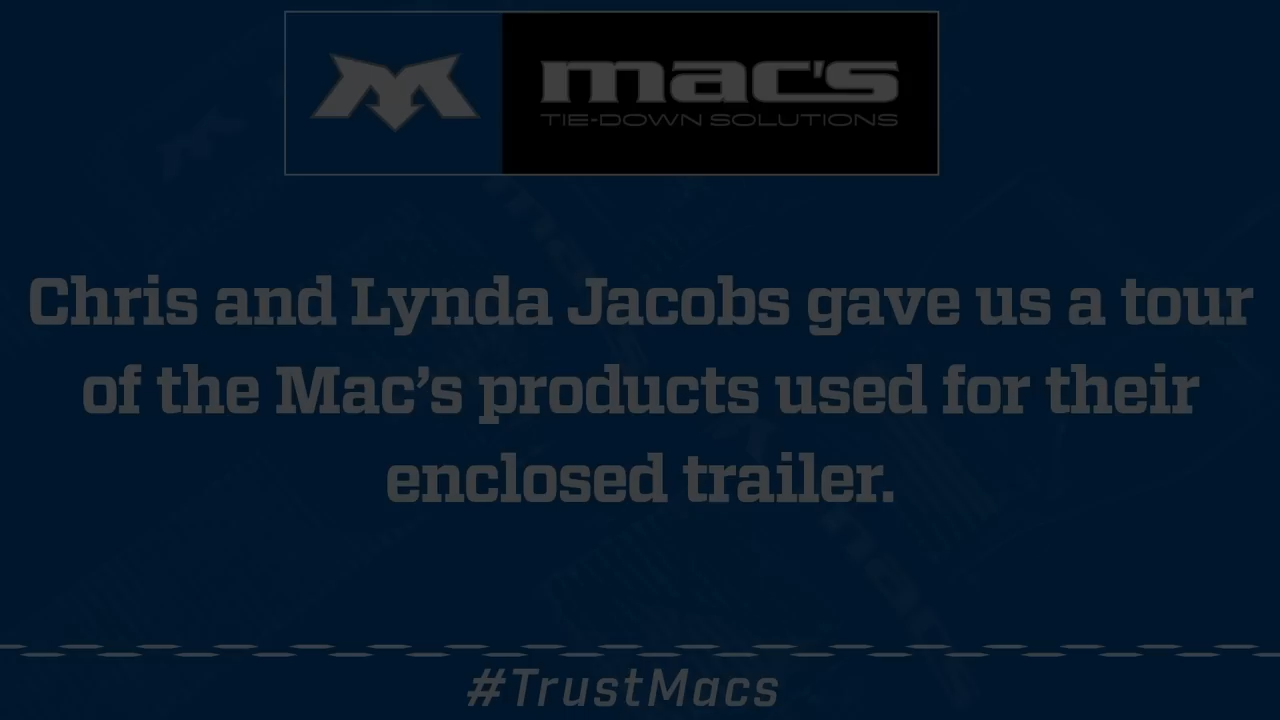 mac's
TIE-DOWN SOLUTIONS
Chris and Lynda Jacobs gave us a tour
of the Mac’s products used for their
enclosed trailer.
#TrustMacs